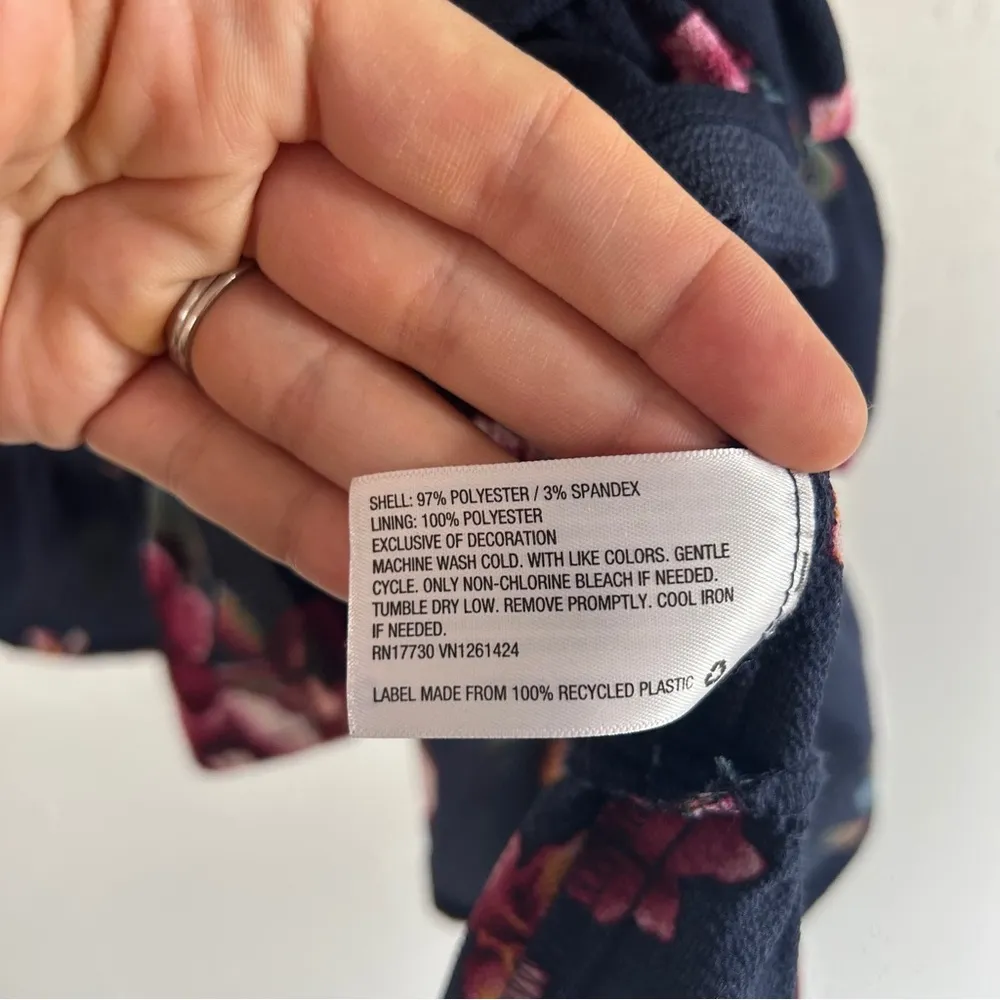 SHELL: 97% POLYESTER / 3% SPANDEX
LINING: 100% POLYESTER
EXCLUSIVE OF DECORATION
MACHINE WASH COLD. WITH LIKE COLORS. GENTLE
CYCLE. ONLY NON-CHLORINE BLEACH IF NEEDED.
TUMBLE DRY LOW. REMOVE PROMPTLY. COOL IRON
IF NEEDED.
RN17730 VN1261424
LABEL MADE FROM 100% RECYCLED PLASTIC